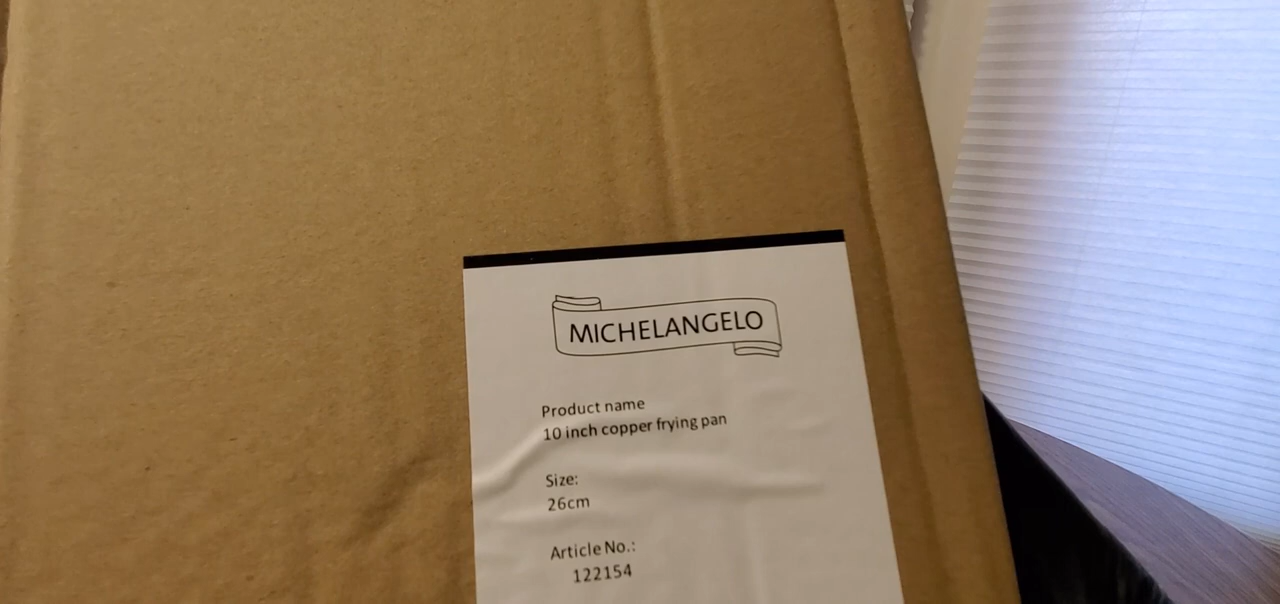 MICHELANGELO
Product name
10 inch copper frying pan
Size:
26cm
Article No.:
122154